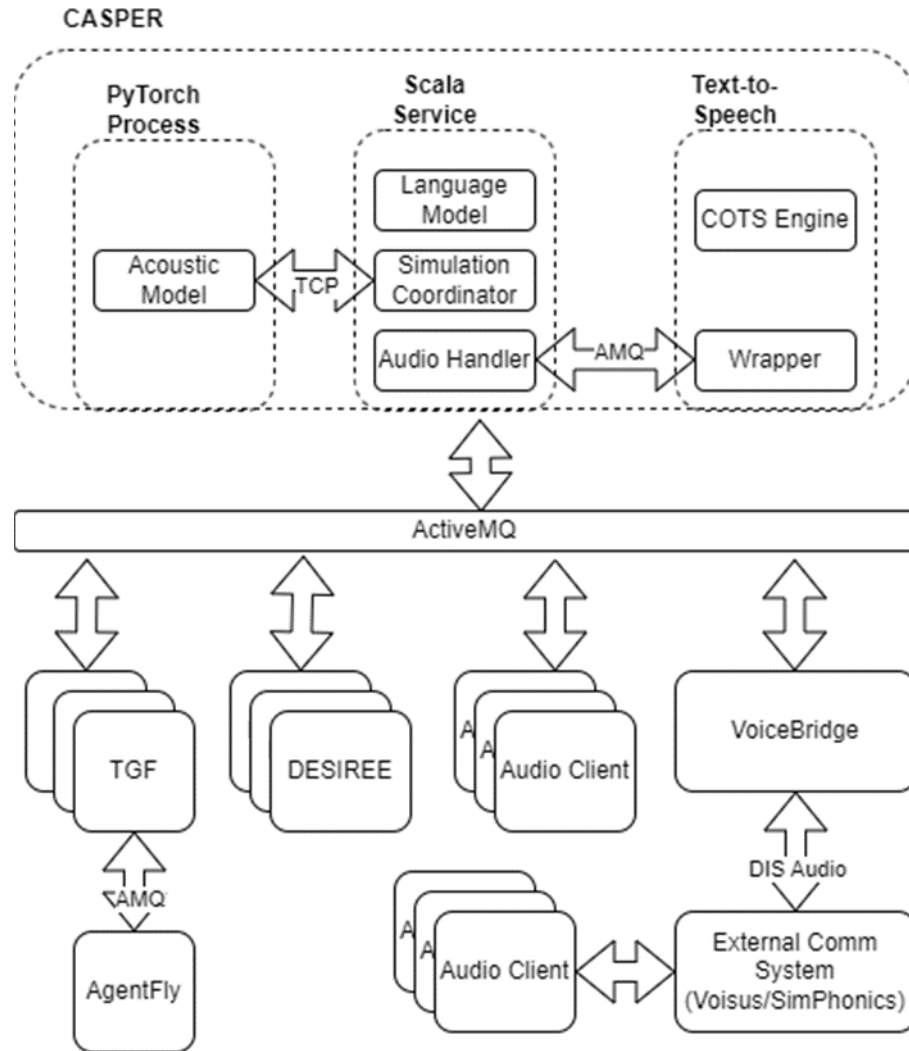 CASPER
PyTorch
Process
Scala
Service
Text-to-
Speech
Language
Model
COTS Engine
Acoustic
Model
TCP
Simulation
Coordinator
Audio Handler
AMQ
Wrapper
ActiveMQ
TGF
DESIREE
A
A
Audio Client
VoiceBridge
AMQ
DIS Audio
AgentFly
A
A
Audio Client
External Comm
System
(Voisus/SimPhonics)